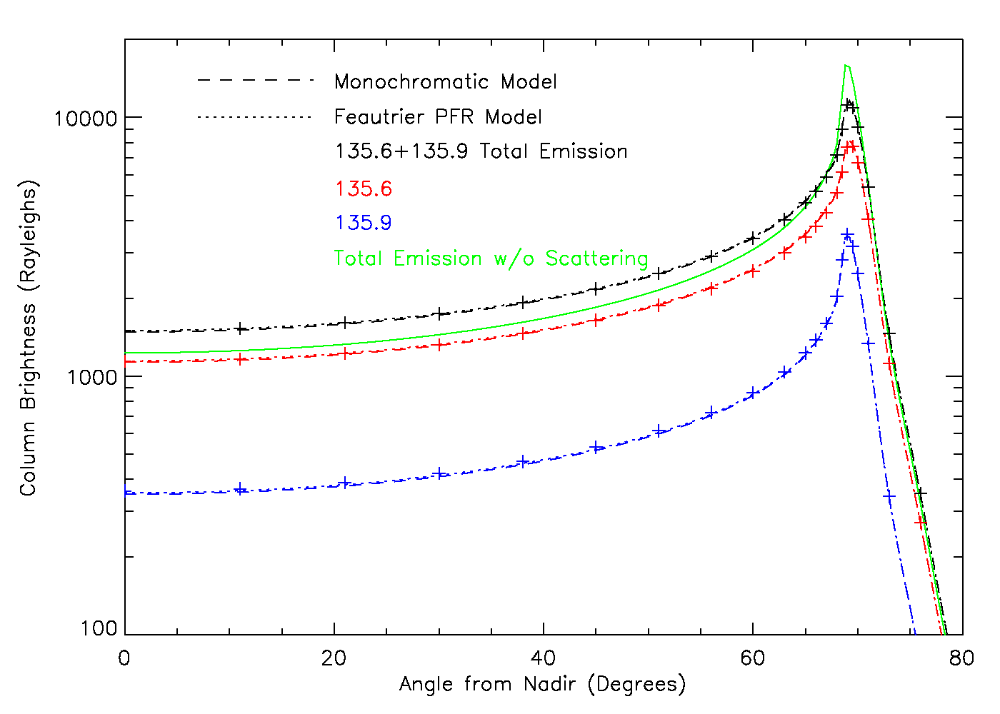 Monochromatic Model
Feautrier PFR Model
135.6+135.9 Total Emission
135.6
135.9
Total Emission w/o Scattering
Column Brightness (Rayleighs)
10000
1000
100
0 20 40 60 80
Angle from Nadir (Degrees)